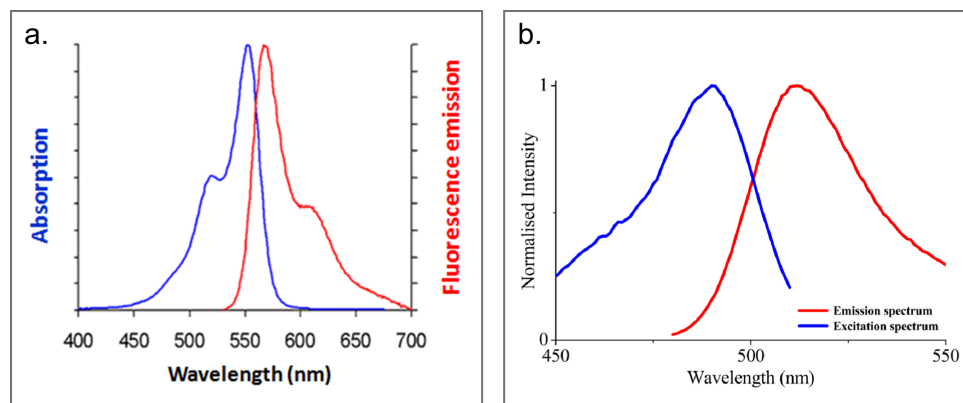 a.
Absorption
Fluorescence emission
400 450 500 550 600 650 700
Wavelength (nm)
b.
1
Normalised Intensity
Emission spectrum
Excitation spectrum
0
450 500 550
Wavelength (nm)